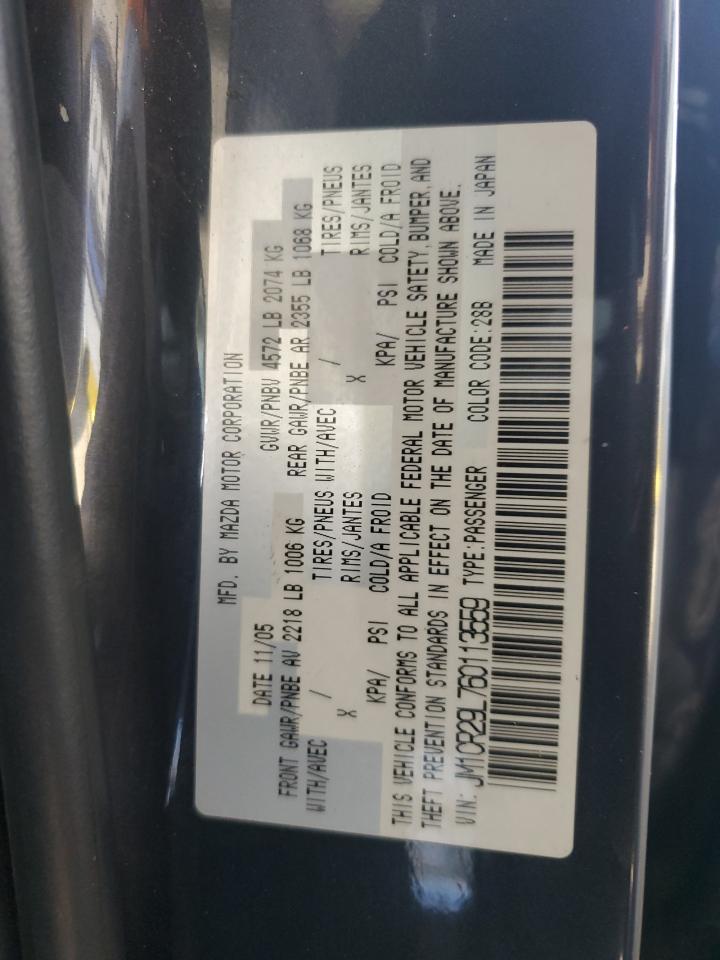 MFD. BY MAZDA MOTOR CORPORATION
DATE 11/05 GVWR/PNBV 4572 LB 2074 KG
FRONT GAWR/PNBE AV 2218 LB 1006 KG REAR GAWR/PNBE AR 2355 LB 1068 KG
WITH/AVEC / TIRES/PNEUS WITH/AVEC / TIRES/PNEUS
X RIMS/JANTES X RIMS/JANTES
KPA/ PSI COLD/A FROID KPA/ PSI COLD/A FROID
THIS VEHICLE CONFORMS TO ALL APPLICABLE FEDERAL MOTOR VEHICLE SATETY, BUMPER, AND
THEFT PREVENTION STANDARDS IN EFFECT ON THE DATE OF MANUFACTURE SHOWN ABOVE.
VIN: JM1CR29L760113559 TYPE:PASSENGER COLOR CODE:28B MADE IN JAPAN